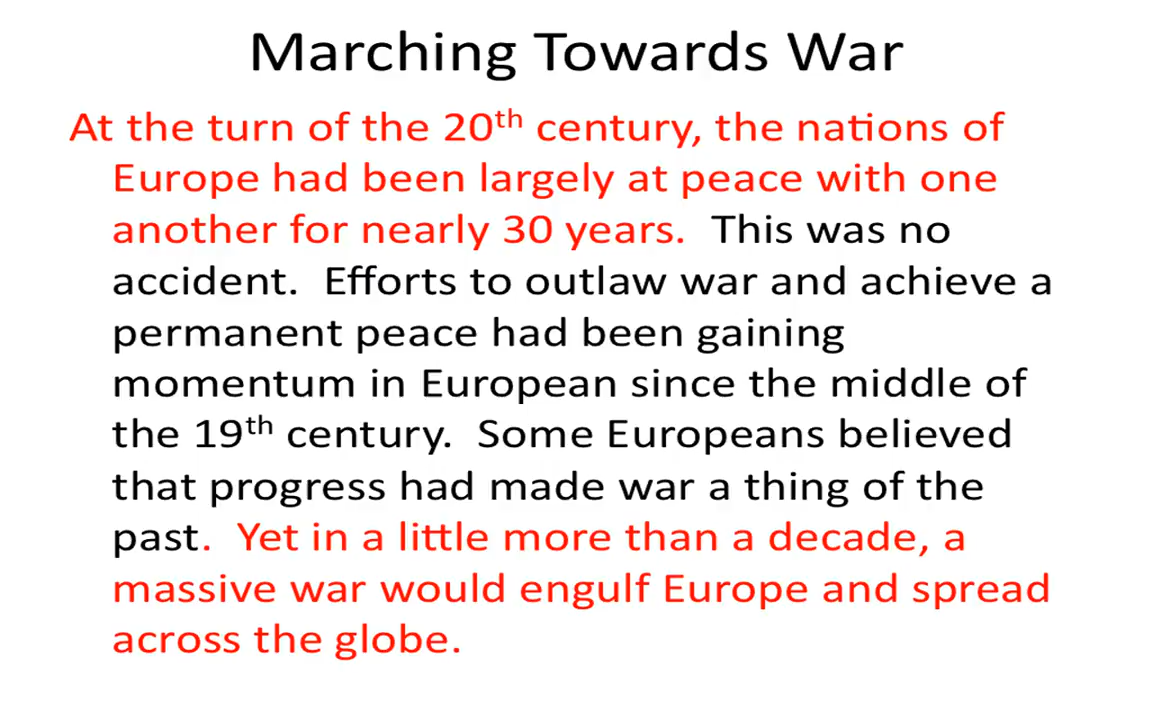 Marching Towards War
At the turn of the 20th century, the nations of
Europe had been largely at peace with one
another for nearly 30 years. This was no
accident. Efforts to outlaw war and achieve a
permanent peace had been gaining
momentum in European since the middle of
the 19th century. Some Europeans believed
that progress had made war a thing of the
past. Yet in a little more than a decade, a
massive war would engulf Europe and spread
across the globe.